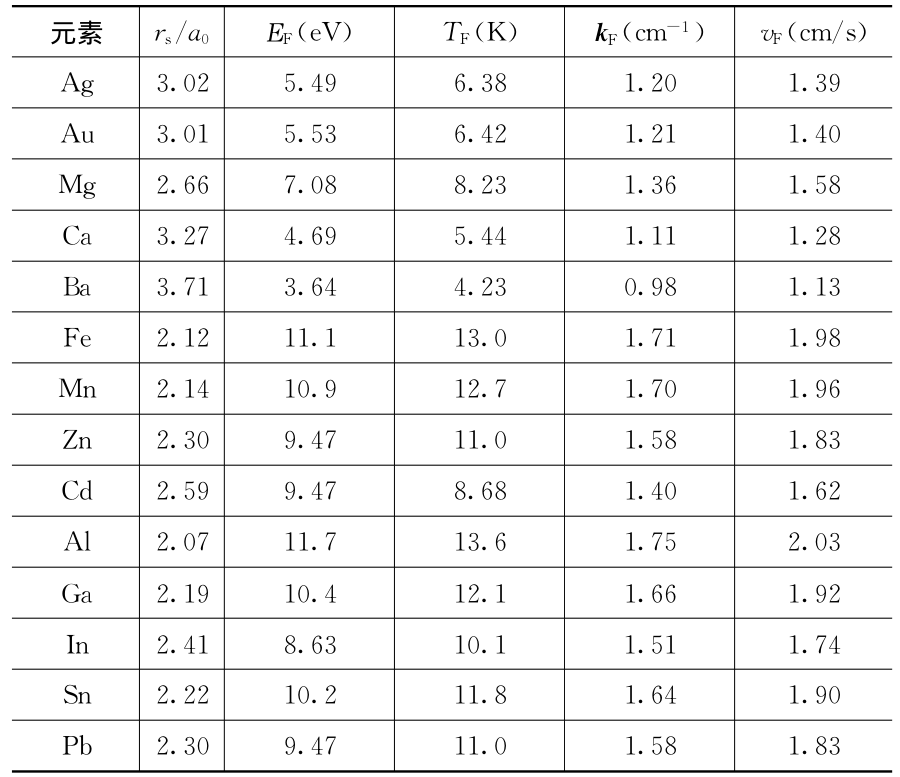 元素 rs/a0 EF(eV) TF(K) kF(cm−1) vF(cm/s)
Ag 3.02 5.49 6.38 1.20 1.39
Au 3.01 5.53 6.42 1.21 1.40
Mg 2.66 7.08 8.23 1.36 1.58
Ca 3.27 4.69 5.44 1.11 1.28
Ba 3.71 3.64 4.23 0.98 1.13
Fe 2.12 11.1 13.0 1.71 1.98
Mn 2.14 10.9 12.7 1.70 1.96
Zn 2.30 9.47 11.0 1.58 1.83
Cd 2.59 9.47 8.68 1.40 1.62
Al 2.07 11.7 13.6 1.75 2.03
Ga 2.19 10.4 12.1 1.66 1.92
In 2.41 8.63 10.1 1.51 1.74
Sn 2.22 10.2 11.8 1.64 1.90
Pb 2.30 9.47 11.0 1.58 1.83